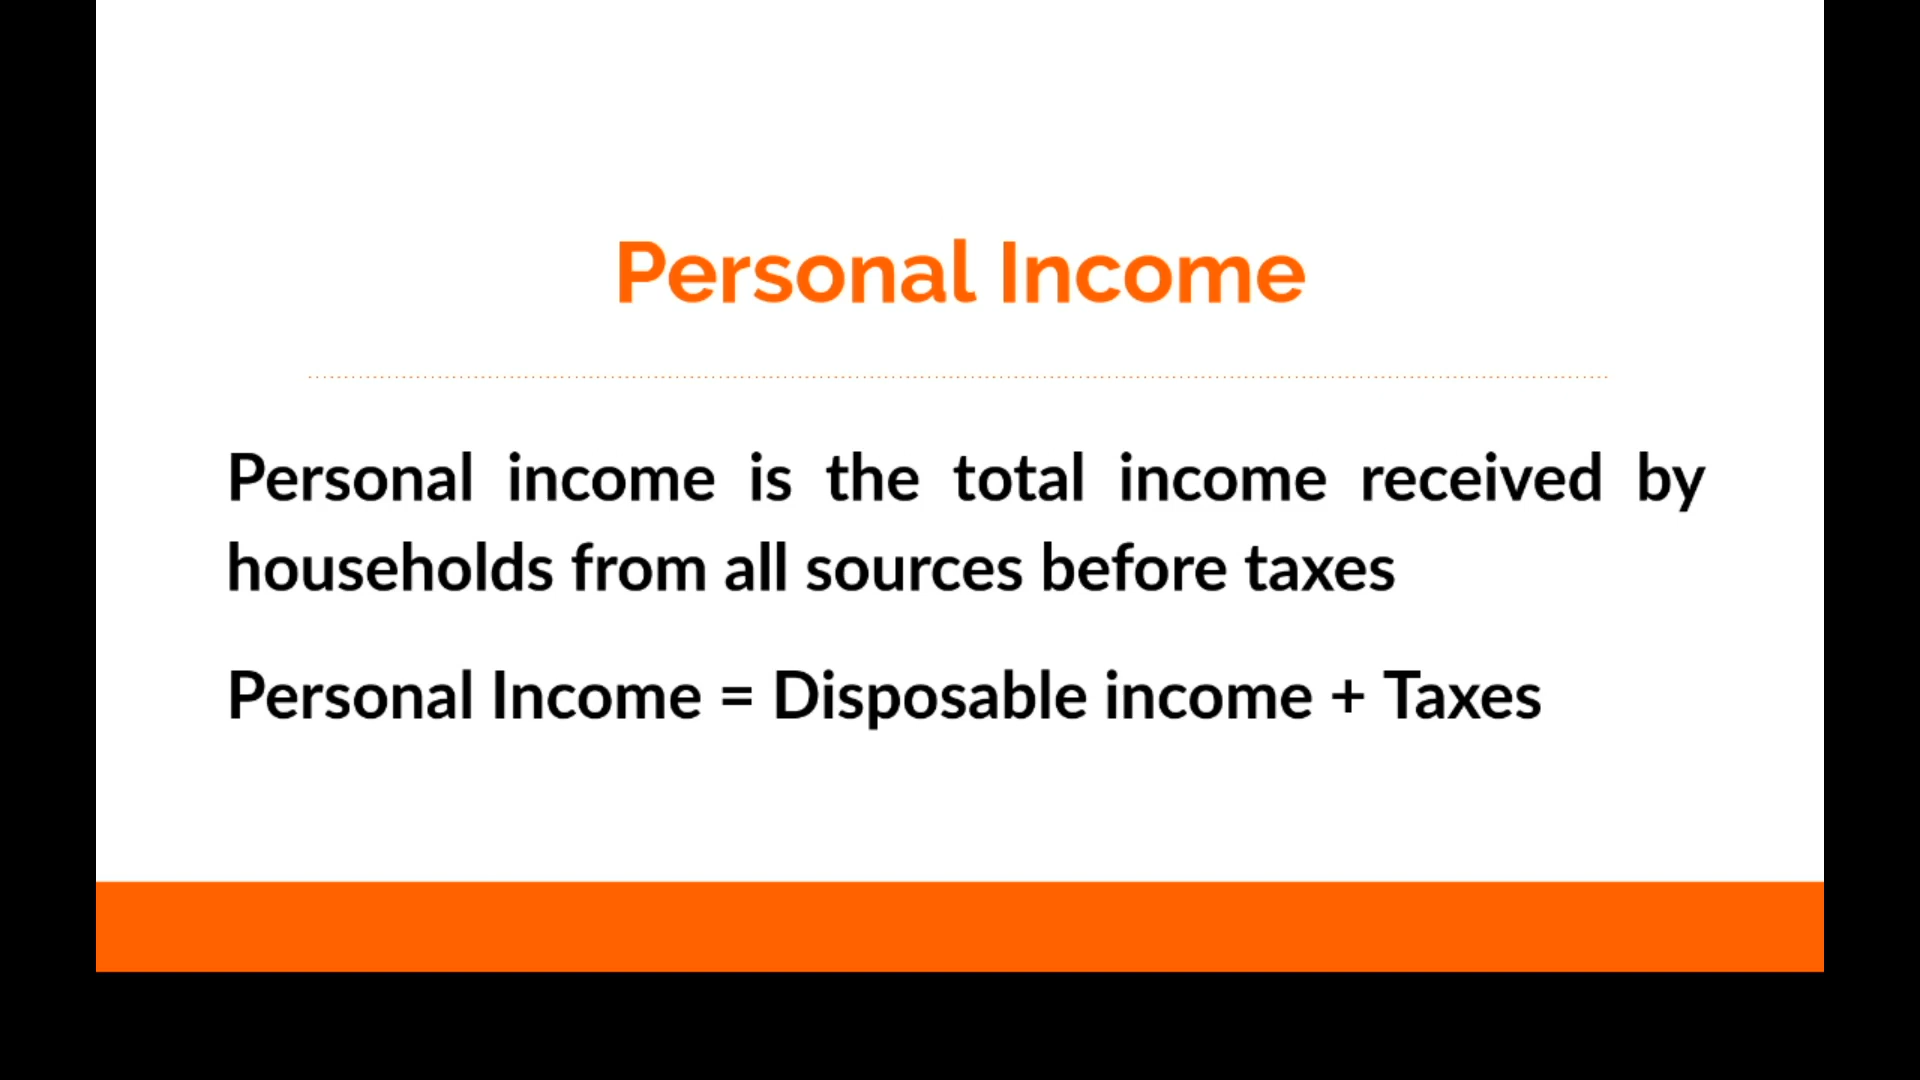 Personal Income
Personal income is the total income received by
households from all sources before taxes
Personal Income = Disposable income + Taxes